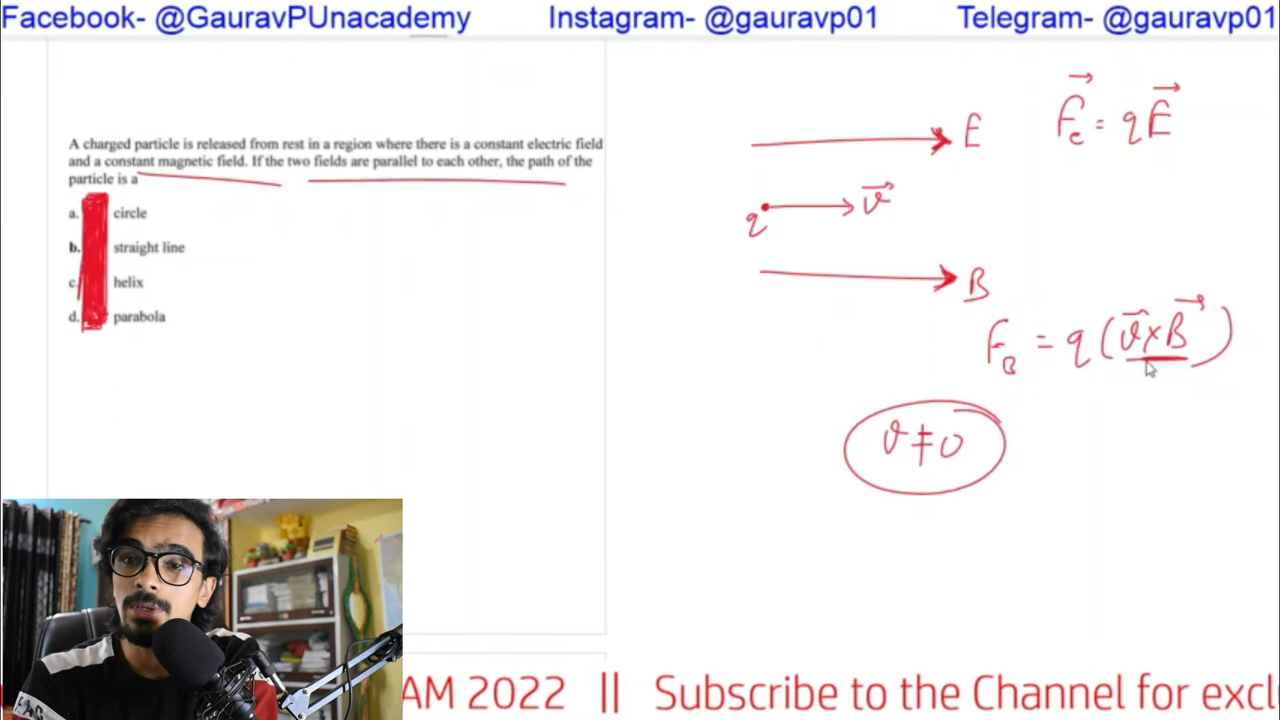 Facebook- @GauravPUnacademy Instagram- @gauravp01 Telegram- @gauravp01
A charged particle is released from rest in a region where there is a constant electric field
and a constant magnetic field. If the two fields are parallel to each other, the path of the
particle is a
a. circle
b. straight line
c. helix
d. parabola
E
F⃗e = qE⃗
q
v⃗
B
FB = q(v⃗×B⃗)
v≠0
AM 2022 || Subscribe to the Channel for excl